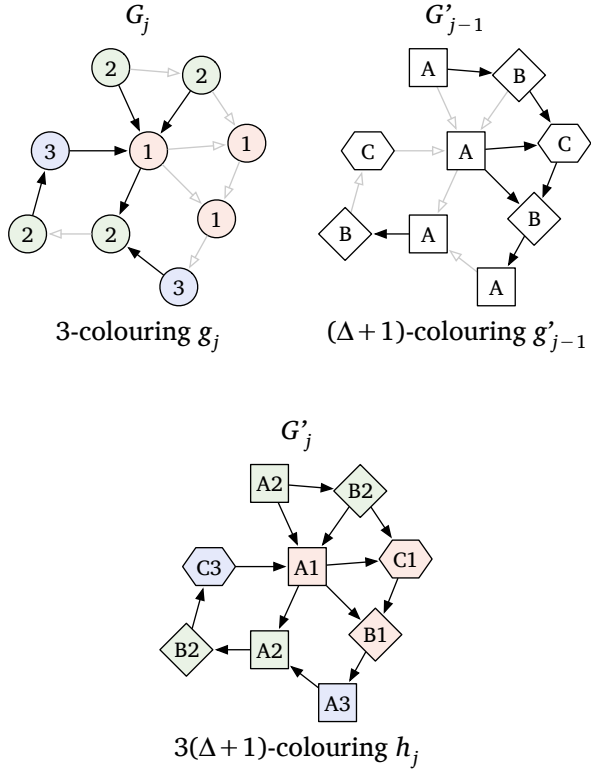 G_j
2
2
3
1
1
1
2
2
3
3-colouring g_j
G'_{j−1}
A
B
C
A
C
B
B
A
A
(Δ+1)-colouring g'_{j−1}
G'_j
A2
B2
C3
A1
C1
B1
B2
A2
A3
3(Δ+1)-colouring h_j